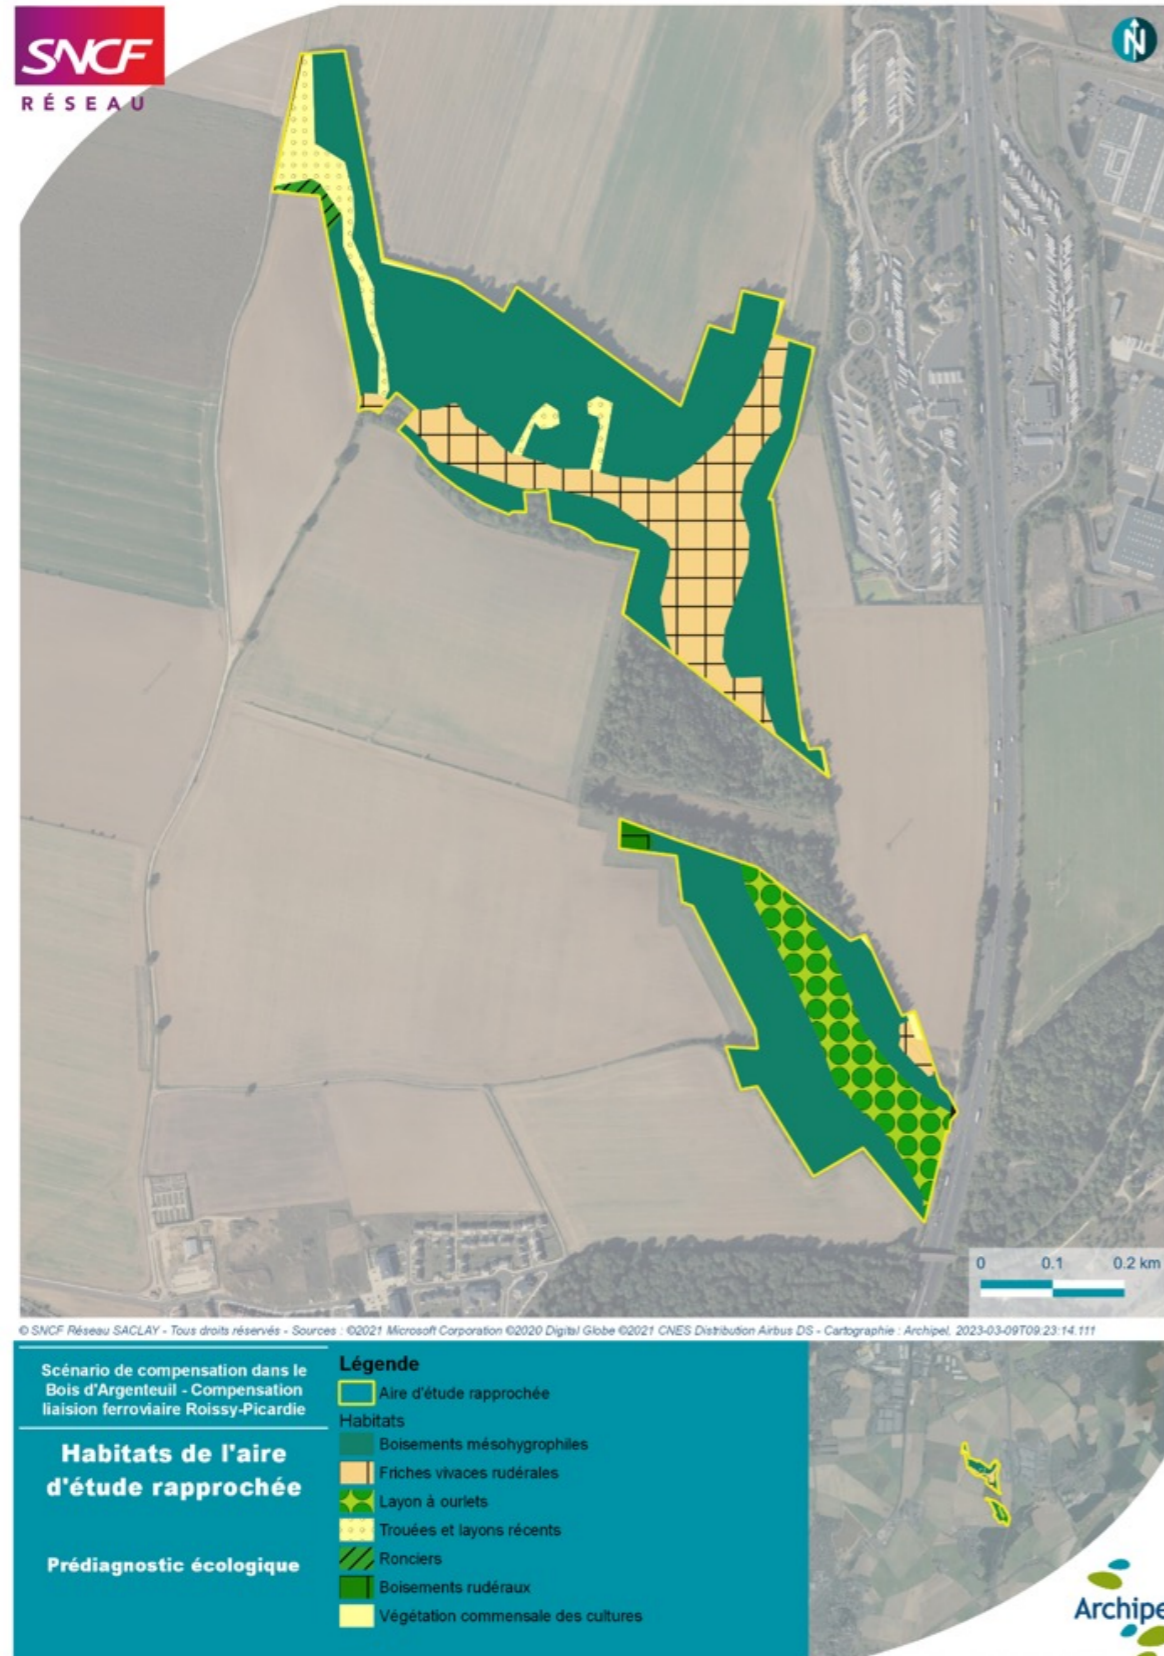 SNCF
RÉSEAU
N
0 0.1 0.2 km
© SNCF Réseau SACLAY - Tous droits réservés - Sources : ©2021 Microsoft Corporation ©2020 Digital Globe ©2021 CNES Distribution Airbus DS - Cartographie : Archipel, 2023-03-09T09:23:14.111
Scénario de compensation dans le
Bois d'Argenteuil - Compensation
liaision ferroviaire Roissy-Picardie
Habitats de l'aire
d'étude rapprochée
Prédiagnostic écologique
Légende
Aire d'étude rapprochée
Habitats
Boisements mésohygrophiles
Friches vivaces rudérales
Layon à ourlets
Trouées et layons récents
Ronciers
Boisements rudéraux
Végétation commensale des cultures
Archipe